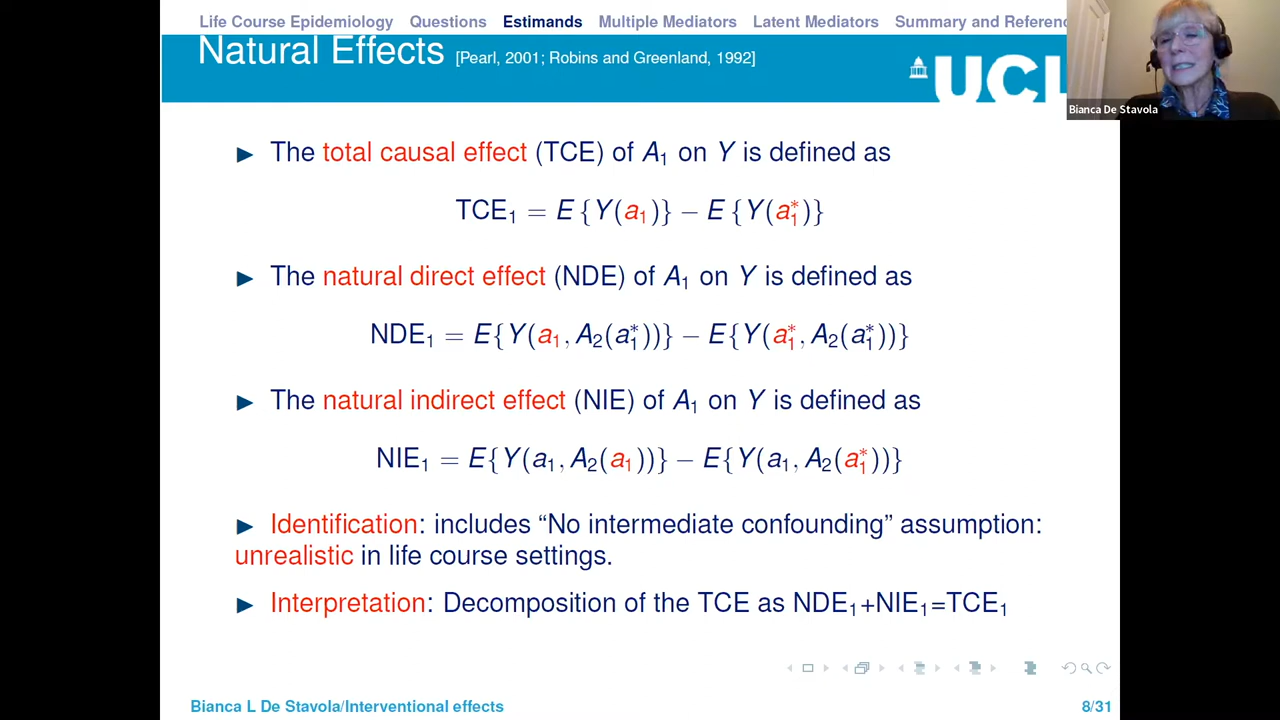 Life Course Epidemiology Questions Estimands Multiple Mediators Latent Mediators Summary and
Natural Effects [Pearl, 2001; Robins and Greenland, 1992]
UCL
Bianca De Stavola
► The total causal effect (TCE) of A₁ on Y is defined as
TCE₁ = E {Y(a₁)} − E {Y(a₁*)}
► The natural direct effect (NDE) of A₁ on Y is defined as
NDE₁ = E{Y(a₁, A₂(a₁*))} − E{Y(a₁*, A₂(a₁*))}
► The natural indirect effect (NIE) of A₁ on Y is defined as
NIE₁ = E{Y(a₁, A₂(a₁))} − E{Y(a₁, A₂(a₁*))}
► Identification: includes “No intermediate confounding” assumption:
unrealistic in life course settings.
► Interpretation: Decomposition of the TCE as NDE₁+NIE₁=TCE₁
Bianca L De Stavola/Interventional effects 8/31